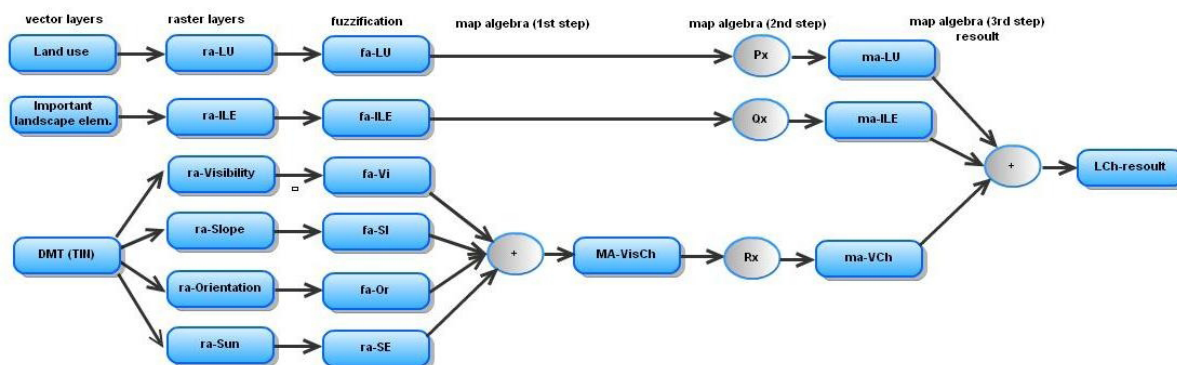 vector layers
raster layers
fuzzification
map algebra (1st step)
map algebra (2nd step)
map algebra (3rd step)
resoult
Land use
ra-LU
fa-LU
Px
ma-LU
Important
landscape elem.
ra-ILE
fa-ILE
Qx
ma-ILE
ra-Visibility
fa-Vi
+
LCh-resoult
ra-Slope
fa-Sl
DMT (TIN)
+
MA-VisCh
Rx
ma-VCh
ra-Orientation
fa-Or
ra-Sun
ra-SE